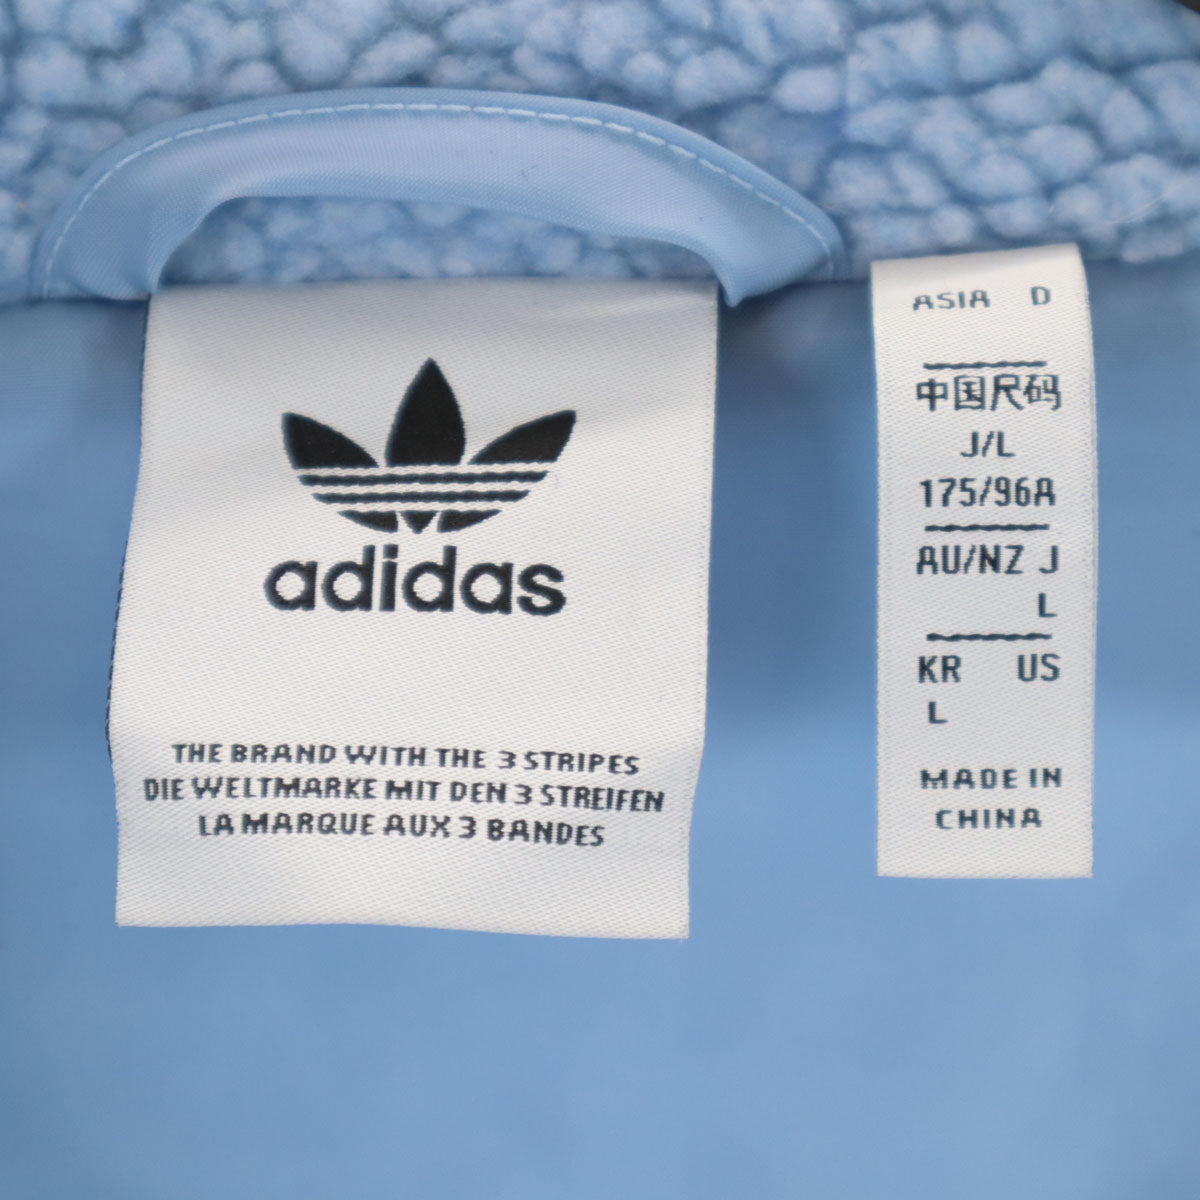 adidas
THE BRAND WITH THE 3 STRIPES
DIE WELTMARKE MIT DEN 3 STREIFEN
LA MARQUE AUX 3 BANDES
ASIA D
中国尺码
J/L
175/96A
AU/NZ J
L
KR US
L
MADE IN
CHINA